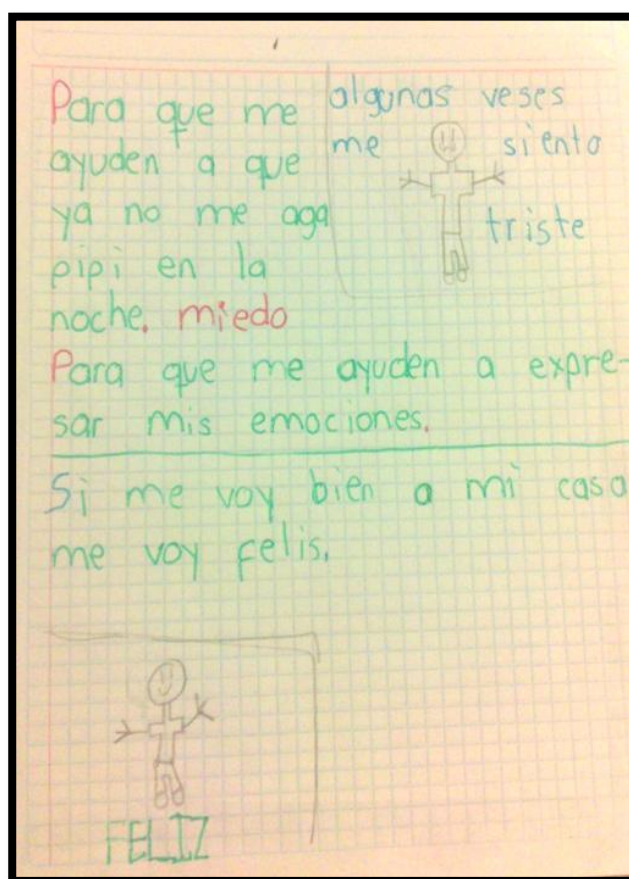 Para que me
ayuden a que
ya no me aga
pipi en la
noche. miedo
algunas veses
me siento
triste
Para que me ayuden a expre-
sar mis emociones.
Si me voy bien a mi casa
me voy felis.
FELIZ